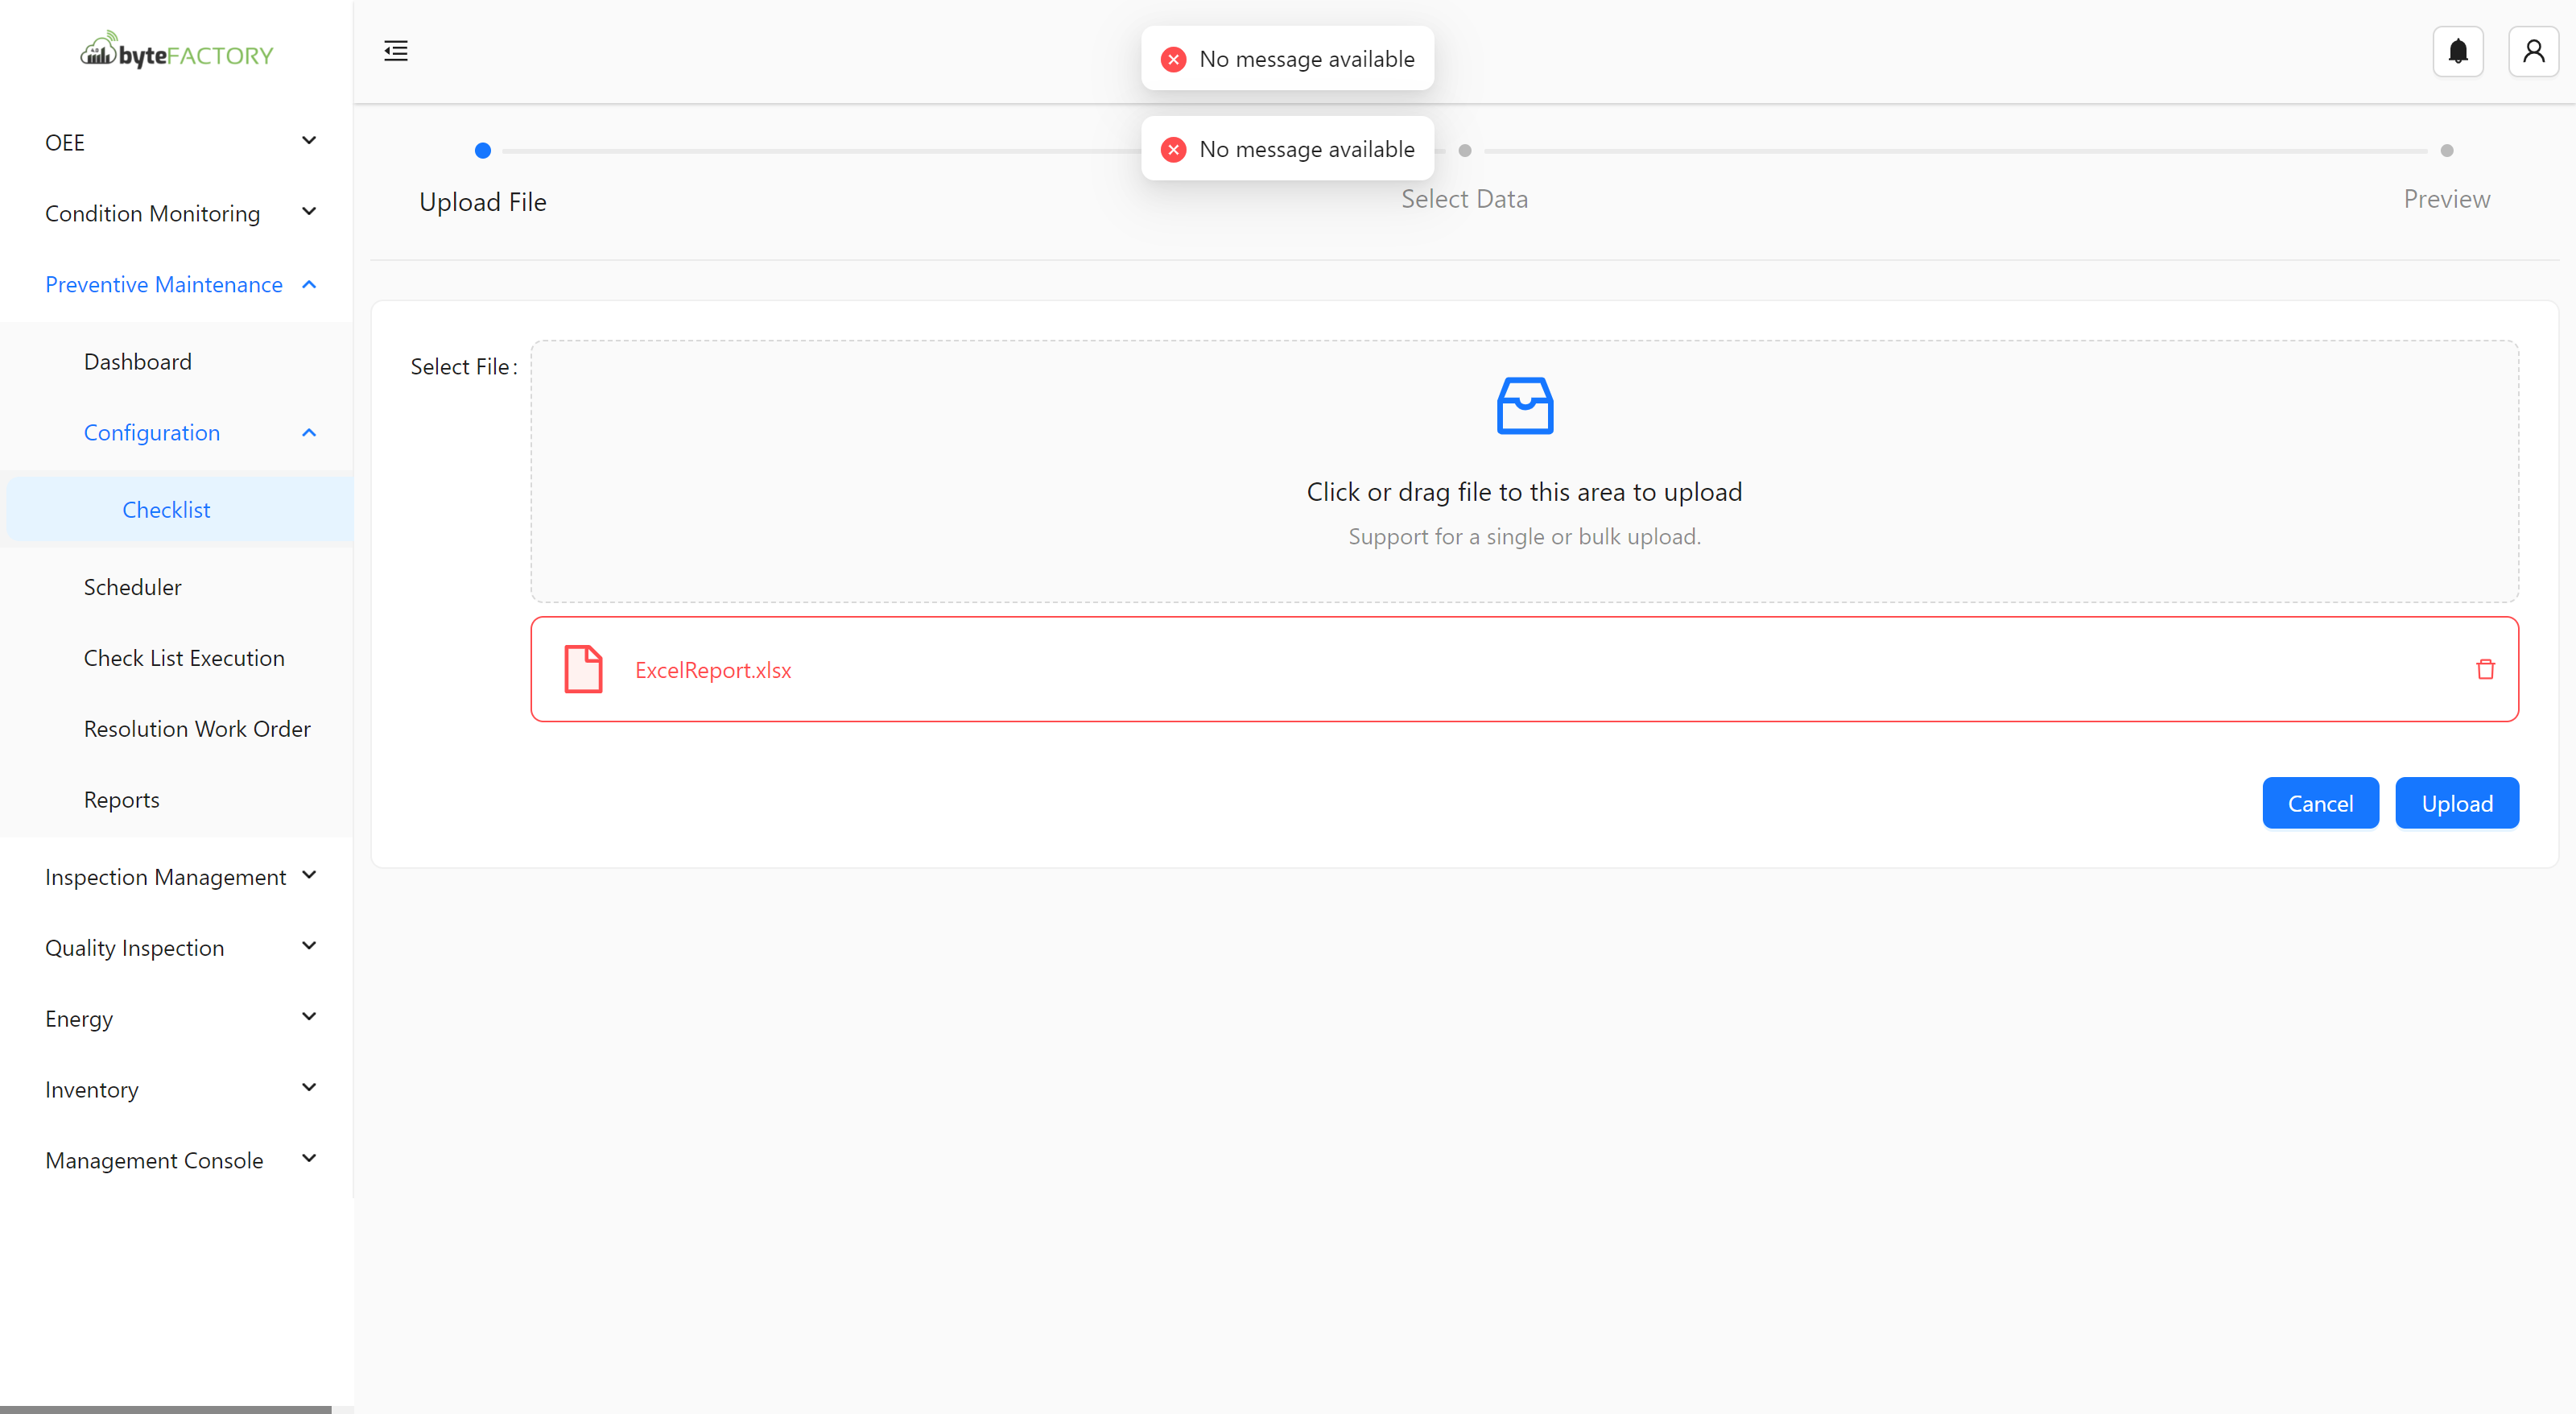 4.0
byteFACTORY
OEE
Condition Monitoring
Preventive Maintenance
Dashboard
Configuration
Checklist
Scheduler
Check List Execution
Resolution Work Order
Reports
Inspection Management
Quality Inspection
Energy
Inventory
Management Console
No message available
No message available
Upload File
Select Data
Preview
Select File :
Click or drag file to this area to upload
Support for a single or bulk upload.
ExcelReport.xlsx
Cancel
Upload